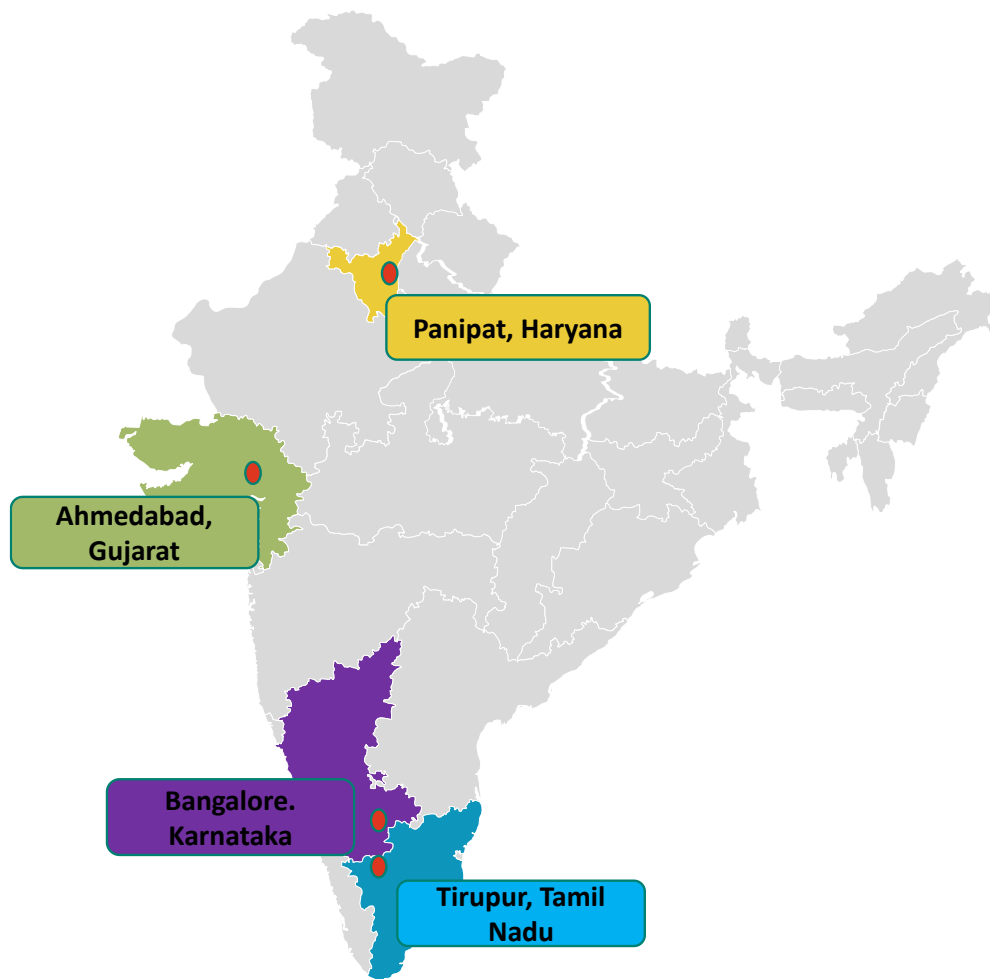 Panipat, Haryana
Ahmedabad,
Gujarat
Bangalore.
Karnataka
Tirupur, Tamil
Nadu